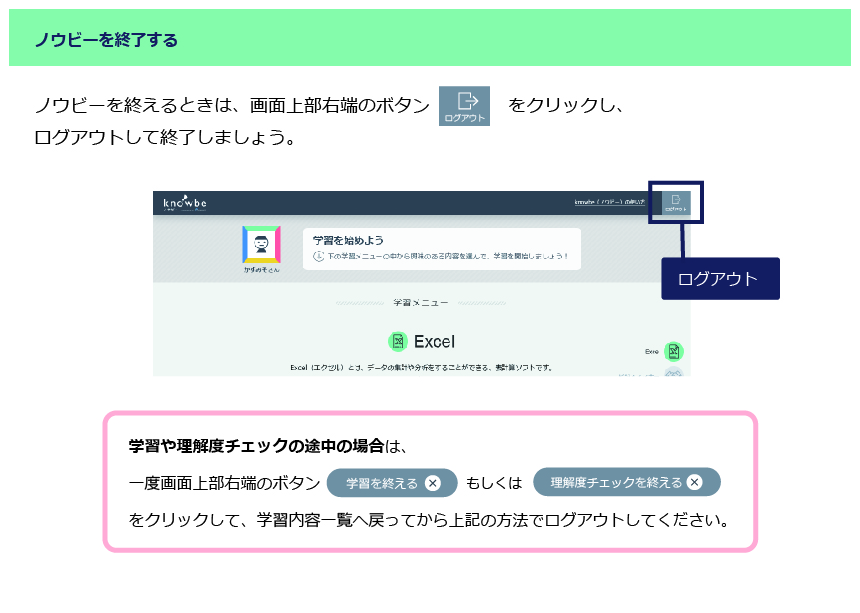 ノウビーを終了する
ノウビーを終えるときは、画面上部右端のボタン ログアウト をクリックし、
ログアウトして終了しましょう。
knowbe
knowbe（ノウビー）の使い方
学習を始めよう
下の学習メニューの中から興味のある内容を選んで、学習を開始しましょう！
かずのそさん
ログアウト
学習メニュー
Excel
Excel（エクセル）とは、データの集計や分析をすることができる、表計算ソフトです。
学習や理解度チェックの途中の場合は、
一度画面上部右端のボタン 学習を終える もしくは 理解度チェックを終える
をクリックして、学習内容一覧へ戻ってから上記の方法でログアウトしてください。